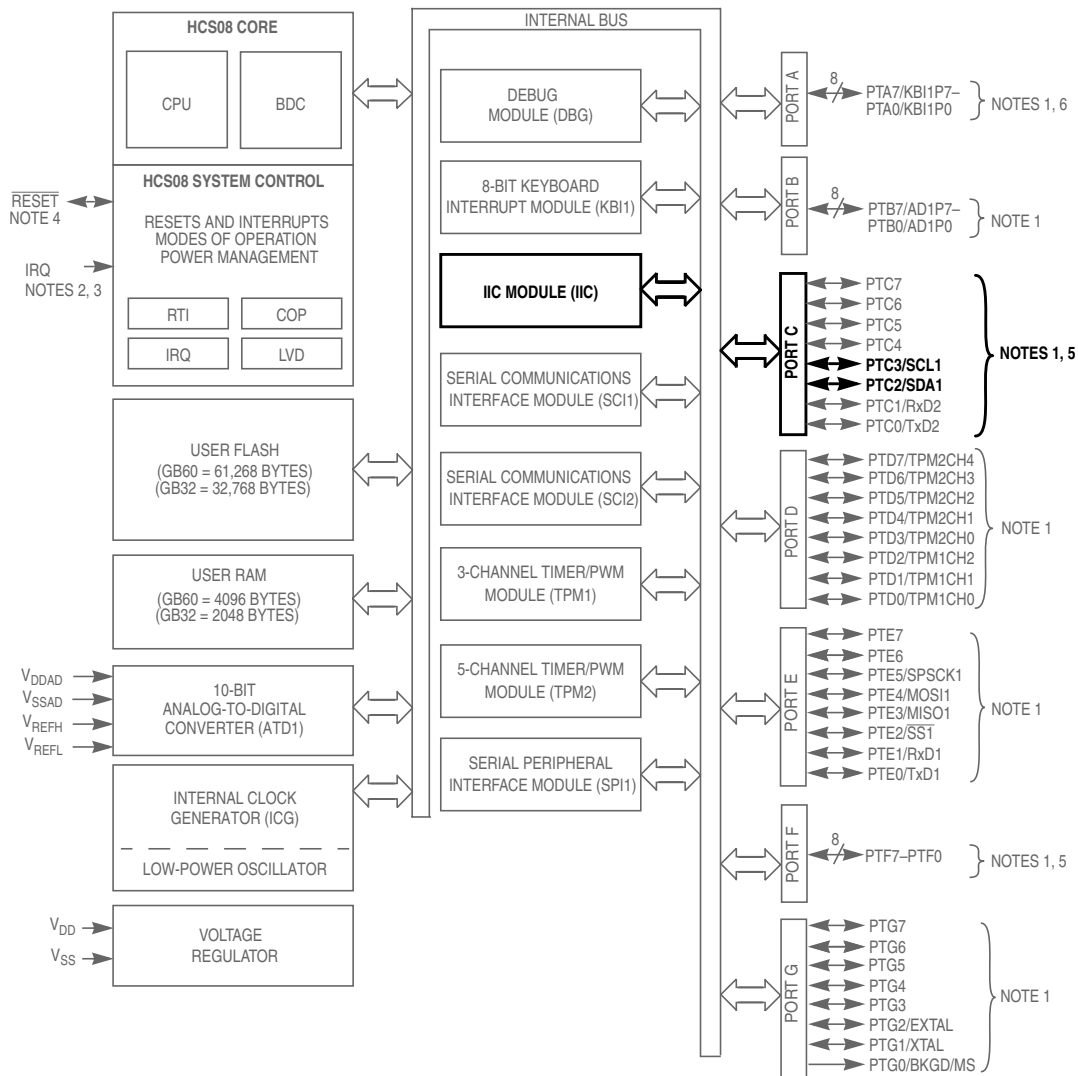 HCS08 CORE
CPU
BDC
HCS08 SYSTEM CONTROL
RESETS AND INTERRUPTS
MODES OF OPERATION
POWER MANAGEMENT
RTI
COP
IRQ
LVD
RESET
NOTE 4
IRQ
NOTES 2, 3
USER FLASH
(GB60 = 61,268 BYTES)
(GB32 = 32,768 BYTES)
USER RAM
(GB60 = 4096 BYTES)
(GB32 = 2048 BYTES)
VDDAD
VSSAD
VREFH
VREFL
10-BIT
ANALOG-TO-DIGITAL
CONVERTER (ATD1)
INTERNAL CLOCK
GENERATOR (ICG)
LOW-POWER OSCILLATOR
VDD
VSS
VOLTAGE
REGULATOR
INTERNAL BUS
DEBUG
MODULE (DBG)
8-BIT KEYBOARD
INTERRUPT MODULE (KBI1)
IIC MODULE (IIC)
SERIAL COMMUNICATIONS
INTERFACE MODULE (SCI1)
SERIAL COMMUNICATIONS
INTERFACE MODULE (SCI2)
3-CHANNEL TIMER/PWM
MODULE (TPM1)
5-CHANNEL TIMER/PWM
MODULE (TPM2)
SERIAL PERIPHERAL
INTERFACE MODULE (SPI1)
PORT A
8
PTA7/KBI1P7–
PTA0/KBI1P0
NOTES 1, 6
PORT B
8
PTB7/AD1P7–
PTB0/AD1P0
NOTE 1
PORT C
PTC7
PTC6
PTC5
PTC4
PTC3/SCL1
PTC2/SDA1
PTC1/RxD2
PTC0/TxD2
NOTES 1, 5
PORT D
PTD7/TPM2CH4
PTD6/TPM2CH3
PTD5/TPM2CH2
PTD4/TPM2CH1
PTD3/TPM2CH0
PTD2/TPM1CH2
PTD1/TPM1CH1
PTD0/TPM1CH0
NOTE 1
PORT E
PTE7
PTE6
PTE5/SPSCK1
PTE4/MOSI1
PTE3/MISO1
PTE2/SS1
PTE1/RxD1
PTE0/TxD1
NOTE 1
PORT F
8
PTF7–PTF0
NOTES 1, 5
PORT G
PTG7
PTG6
PTG5
PTG4
PTG3
PTG2/EXTAL
PTG1/XTAL
PTG0/BKGD/MS
NOTE 1